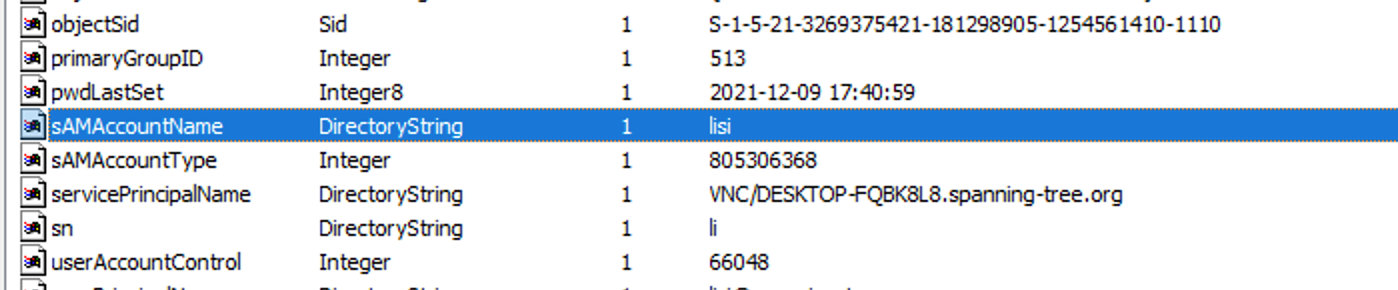 objectSid Sid 1 S-1-5-21-3269375421-181298905-1254561410-1110
primaryGroupID Integer 1 513
pwdLastSet Integer8 1 2021-12-09 17:40:59
sAMAccountName DirectoryString 1 lisi
sAMAccountType Integer 1 805306368
servicePrincipalName DirectoryString 1 VNC/DESKTOP-FQBK8L8.spanning-tree.org
sn DirectoryString 1 li
userAccountControl Integer 1 66048